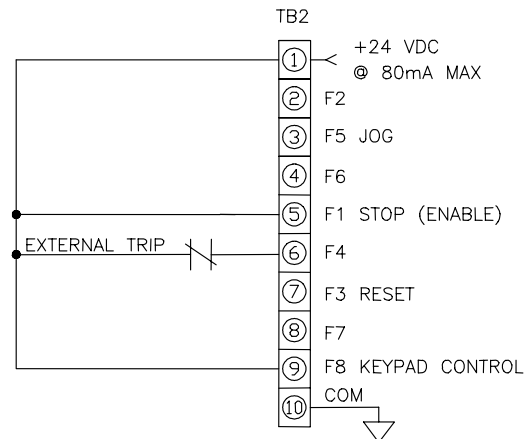 TB2
1 +24 VDC
@ 80mA MAX
2 F2
3 F5 JOG
4 F6
5 F1 STOP (ENABLE)
EXTERNAL TRIP 6 F4
7 F3 RESET
8 F7
9 F8 KEYPAD CONTROL
10 COM